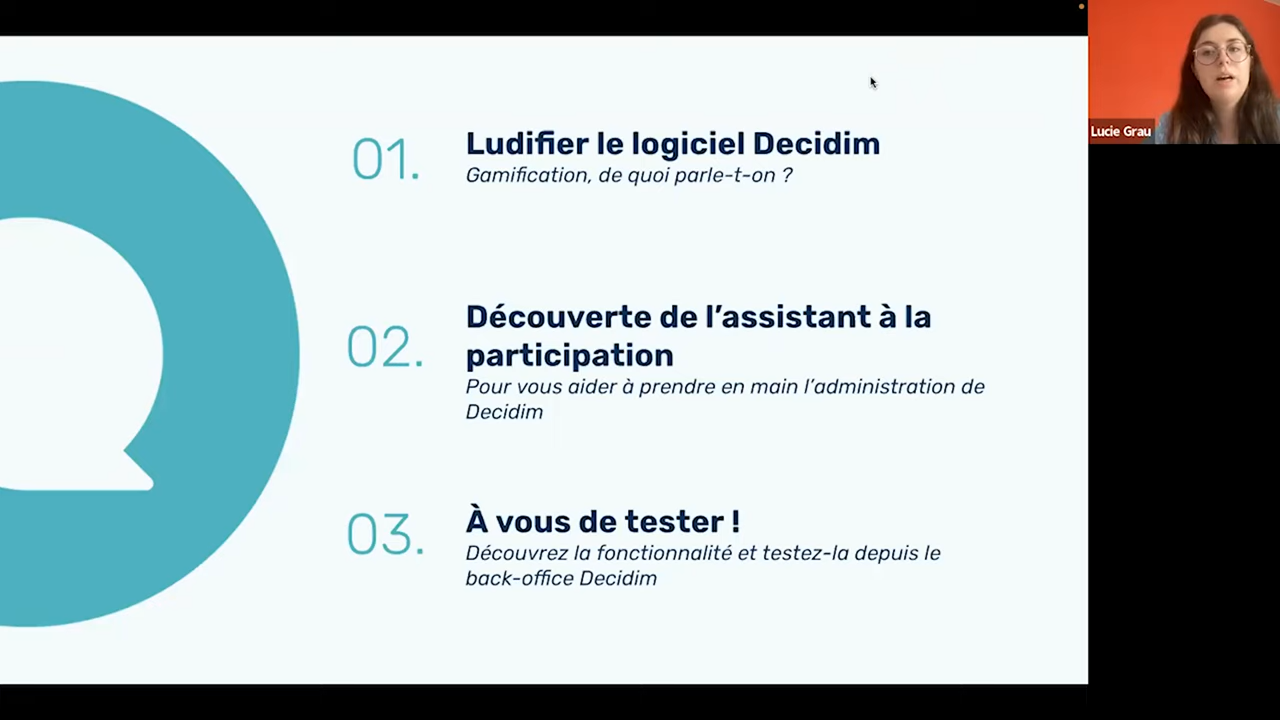 01.
Ludifier le logiciel Decidim
Gamification, de quoi parle-t-on ?
02.
Découverte de l’assistant à la
participation
Pour vous aider à prendre en main l’administration de
Decidim
03.
À vous de tester !
Découvrez la fonctionnalité et testez-la depuis le
back-office Decidim
Lucie Grau